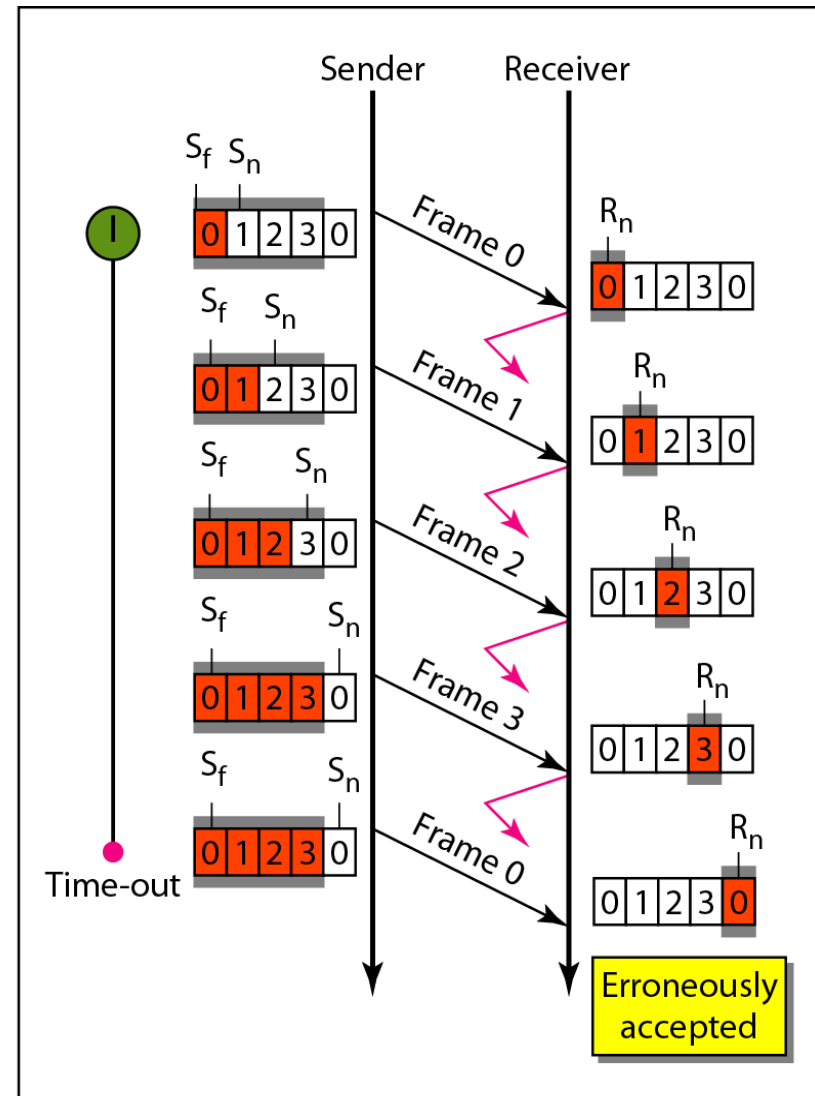 Sender Receiver
Sf Sn
0 1 2 3 0
Frame 0
Rn
0 1 2 3 0
Sf Sn
0 1 2 3 0
Frame 1
Rn
0 1 2 3 0
Sf Sn
0 1 2 3 0
Frame 2
Rn
0 1 2 3 0
Sf Sn
0 1 2 3 0
Frame 3
Rn
0 1 2 3 0
Sf Sn
0 1 2 3 0
Time-out
Frame 0
Rn
0 1 2 3 0
Erroneously
accepted